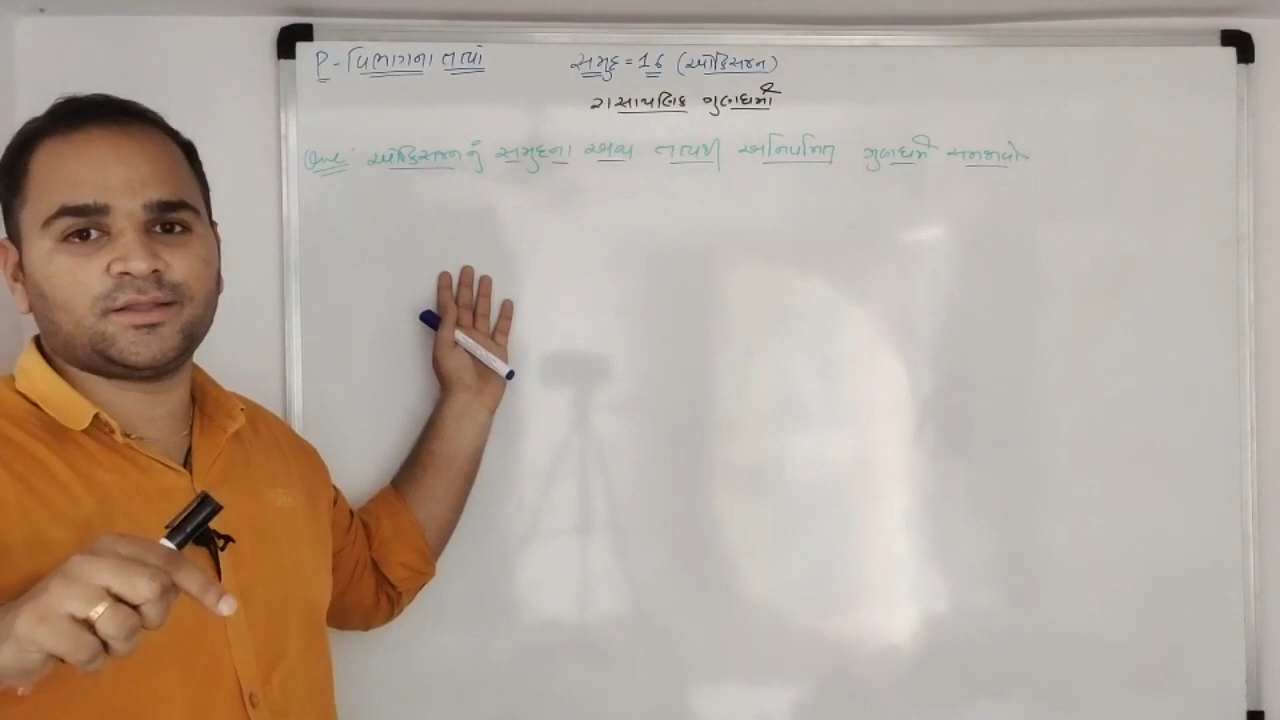 P - વિભાગના તત્વો સમુહ = 16 (ઓક્સિજન)
રાસાયણિક ગુણધર્મો
Que: ઓક્સિજનનું સમુહના અન્ય તત્વથી અનિયમિત ગુણધર્મ સમજાવો